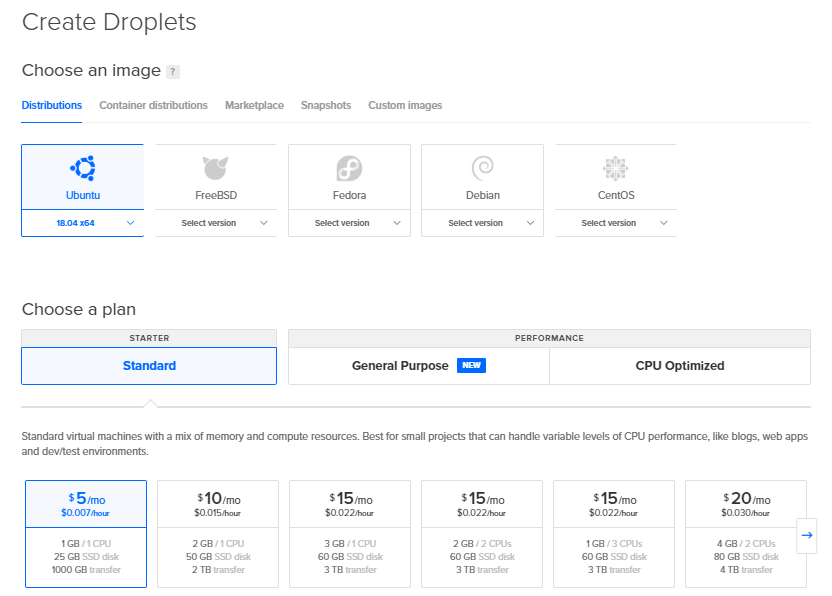 Create Droplets
Choose an image ?
Distributions Container distributions Marketplace Snapshots Custom images
Ubuntu FreeBSD Fedora Debian CentOS
18.04 x64 Select version Select version Select version Select version
Choose a plan
STARTER PERFORMANCE
Standard General Purpose NEW CPU Optimized
Standard virtual machines with a mix of memory and compute resources. Best for small projects that can handle variable levels of CPU performance, like blogs, web apps
and dev/test environments.
$5/mo $10/mo $15/mo $15/mo $15/mo $20/mo
$0.007/hour $0.015/hour $0.022/hour $0.022/hour $0.022/hour $0.030/hour
1 GB / 1 CPU 2 GB / 1 CPU 3 GB / 1 CPU 2 GB / 2 CPUs 1 GB / 3 CPUs 4 GB / 2 CPUs
25 GB SSD disk 50 GB SSD disk 60 GB SSD disk 60 GB SSD disk 60 GB SSD disk 80 GB SSD disk
1000 GB transfer 2 TB transfer 3 TB transfer 3 TB transfer 3 TB transfer 4 TB transfer